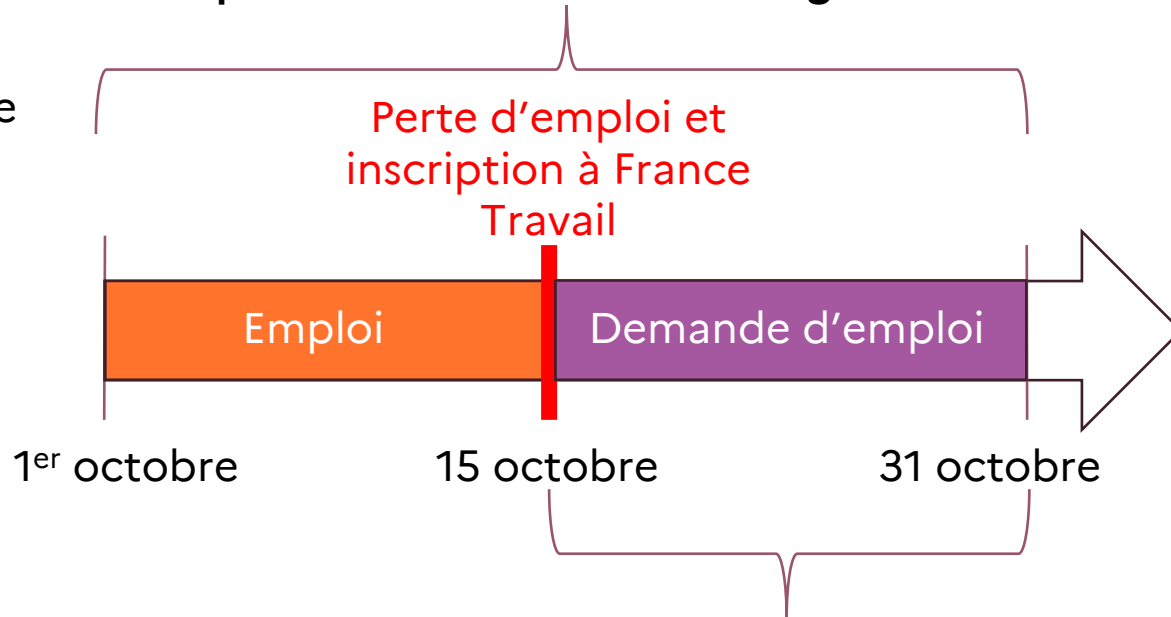 Perte d’emploi et
inscription à France
Travail
Emploi
Demande d’emploi
1er octobre
15 octobre
31 octobre